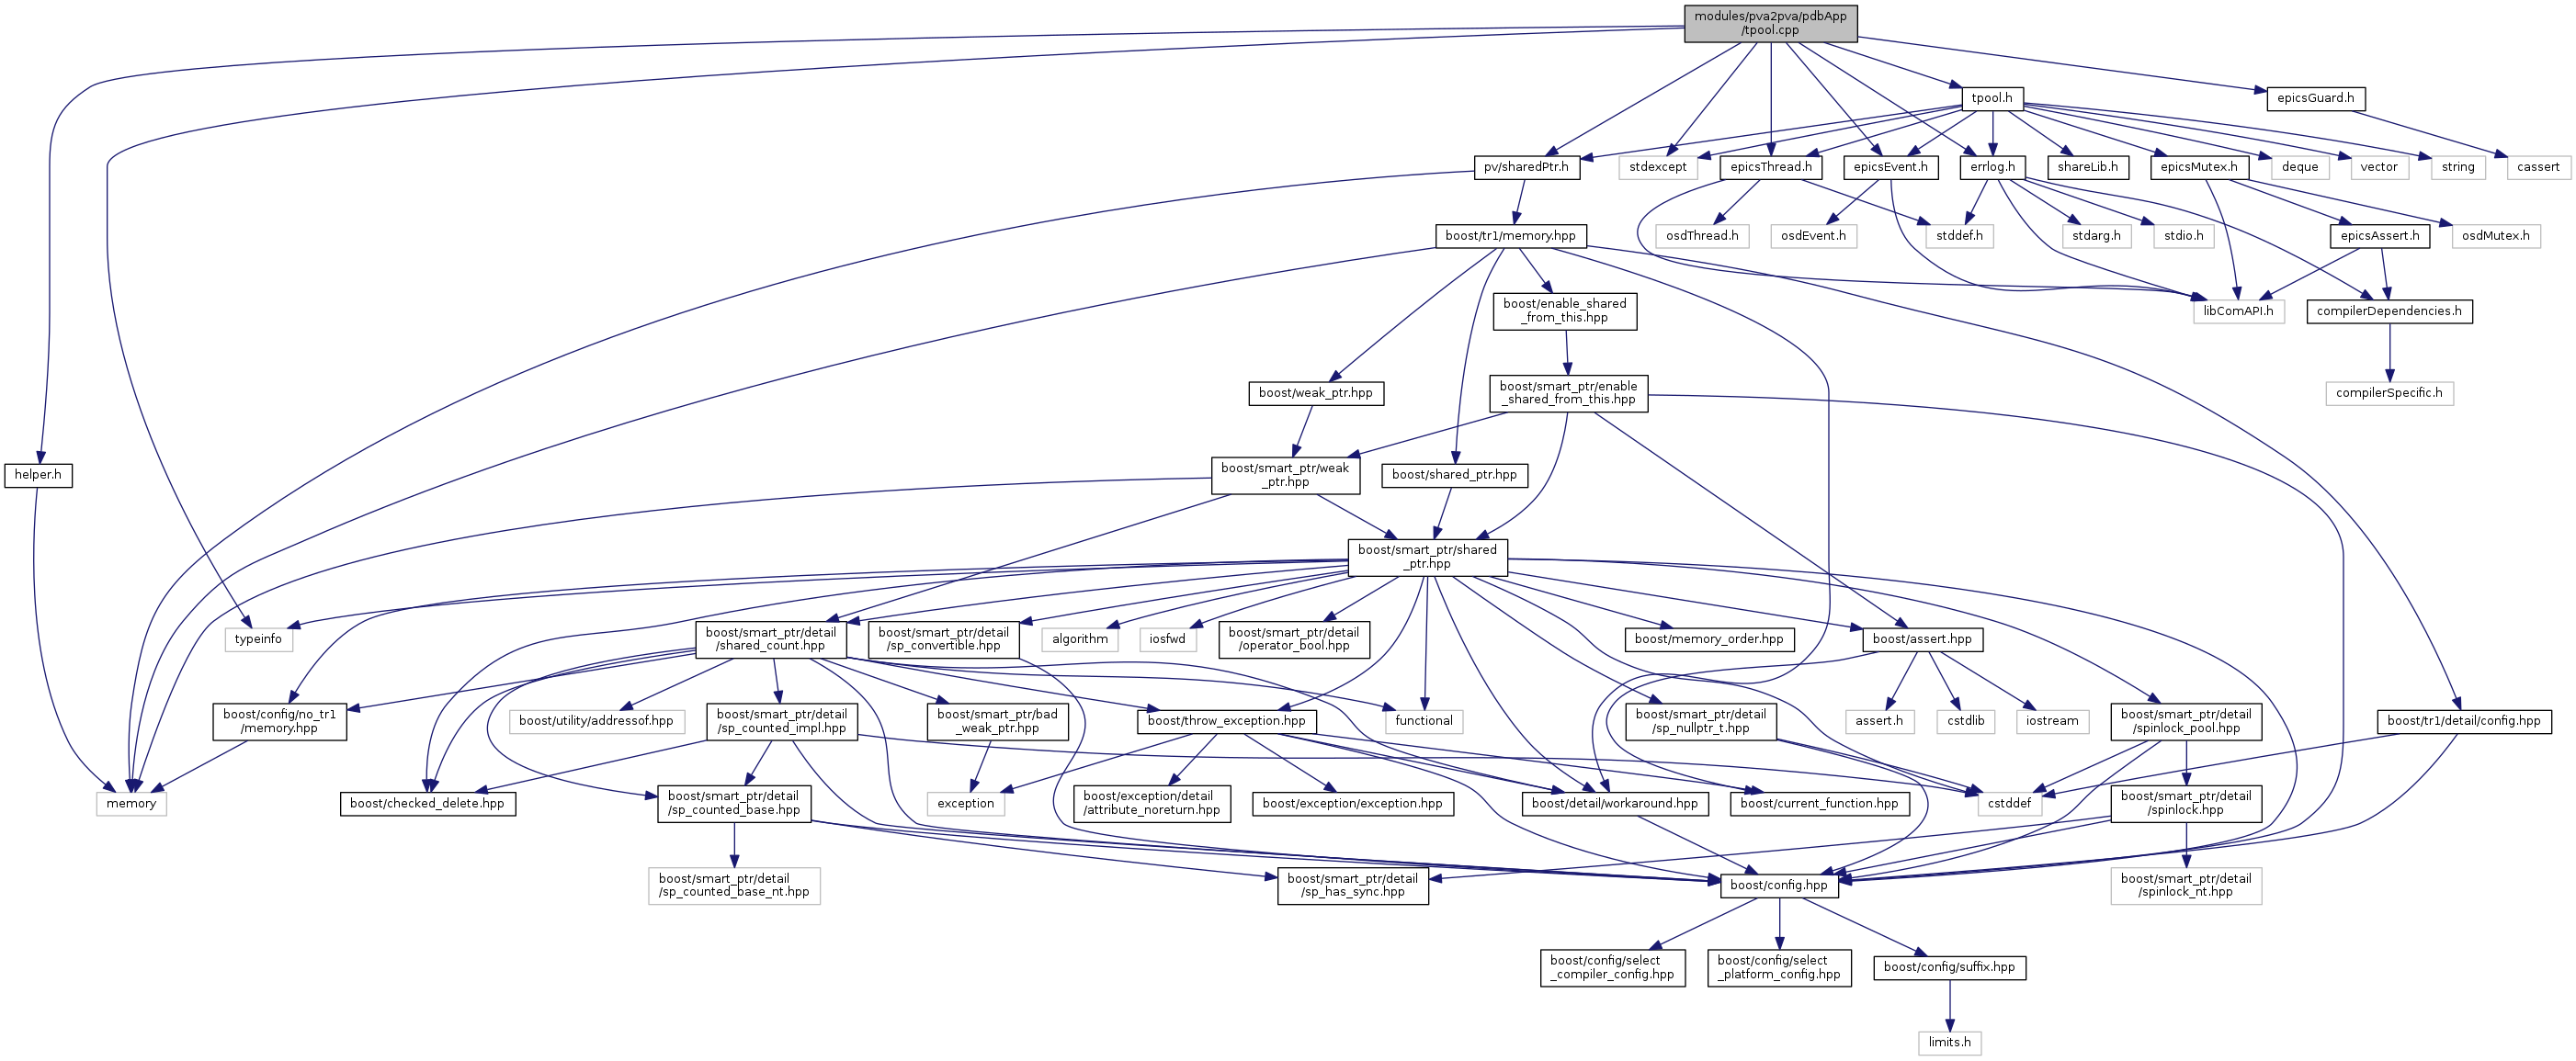 modules/pva2pva/pdbApp
/tpool.cpp
tpool.h
epicsGuard.h
pv/sharedPtr.h
stdexcept
epicsThread.h
epicsEvent.h
errlog.h
shareLib.h
epicsMutex.h
deque
vector
string
cassert
boost/tr1/memory.hpp
osdThread.h
osdEvent.h
stddef.h
stdarg.h
stdio.h
epicsAssert.h
osdMutex.h
boost/enable_shared
_from_this.hpp
libComAPI.h
compilerDependencies.h
boost/weak_ptr.hpp
boost/smart_ptr/enable
_shared_from_this.hpp
compilerSpecific.h
helper.h
boost/smart_ptr/weak
_ptr.hpp
boost/shared_ptr.hpp
boost/smart_ptr/shared
_ptr.hpp
typeinfo
boost/smart_ptr/detail
/shared_count.hpp
boost/smart_ptr/detail
/sp_convertible.hpp
algorithm
iosfwd
boost/smart_ptr/detail
/operator_bool.hpp
boost/memory_order.hpp
boost/assert.hpp
boost/config/no_tr1
/memory.hpp
boost/utility/addressof.hpp
boost/smart_ptr/detail
/sp_counted_impl.hpp
boost/smart_ptr/bad
_weak_ptr.hpp
boost/throw_exception.hpp
functional
boost/smart_ptr/detail
/sp_nullptr_t.hpp
assert.h
cstdlib
iostream
boost/smart_ptr/detail
/spinlock_pool.hpp
boost/tr1/detail/config.hpp
memory
boost/checked_delete.hpp
boost/smart_ptr/detail
/sp_counted_base.hpp
exception
boost/exception/detail
/attribute_noreturn.hpp
boost/exception/exception.hpp
boost/detail/workaround.hpp
boost/current_function.hpp
cstddef
boost/smart_ptr/detail
/spinlock.hpp
boost/smart_ptr/detail
/sp_counted_base_nt.hpp
boost/smart_ptr/detail
/sp_has_sync.hpp
boost/config.hpp
boost/smart_ptr/detail
/spinlock_nt.hpp
boost/config/select
_compiler_config.hpp
boost/config/select
_platform_config.hpp
boost/config/suffix.hpp
limits.h